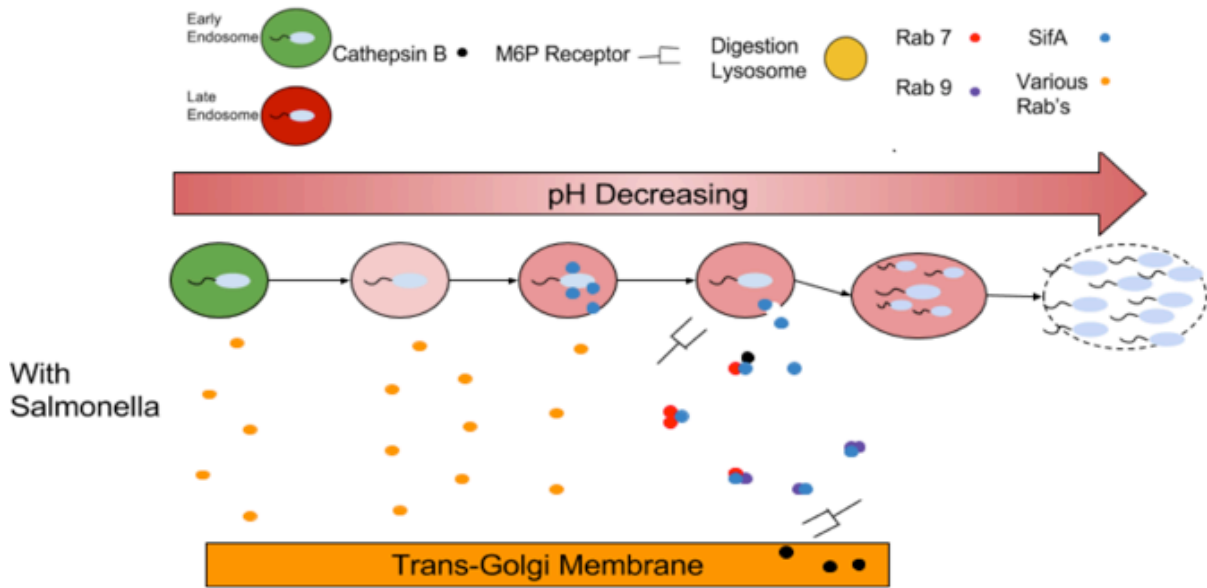 Early
Endosome
Cathepsin B
M6P Receptor
Digestion
Lysosome
Rab 7
SifA
Rab 9
Various
Rab's
Late
Endosome
pH Decreasing
With
Salmonella
Trans-Golgi Membrane